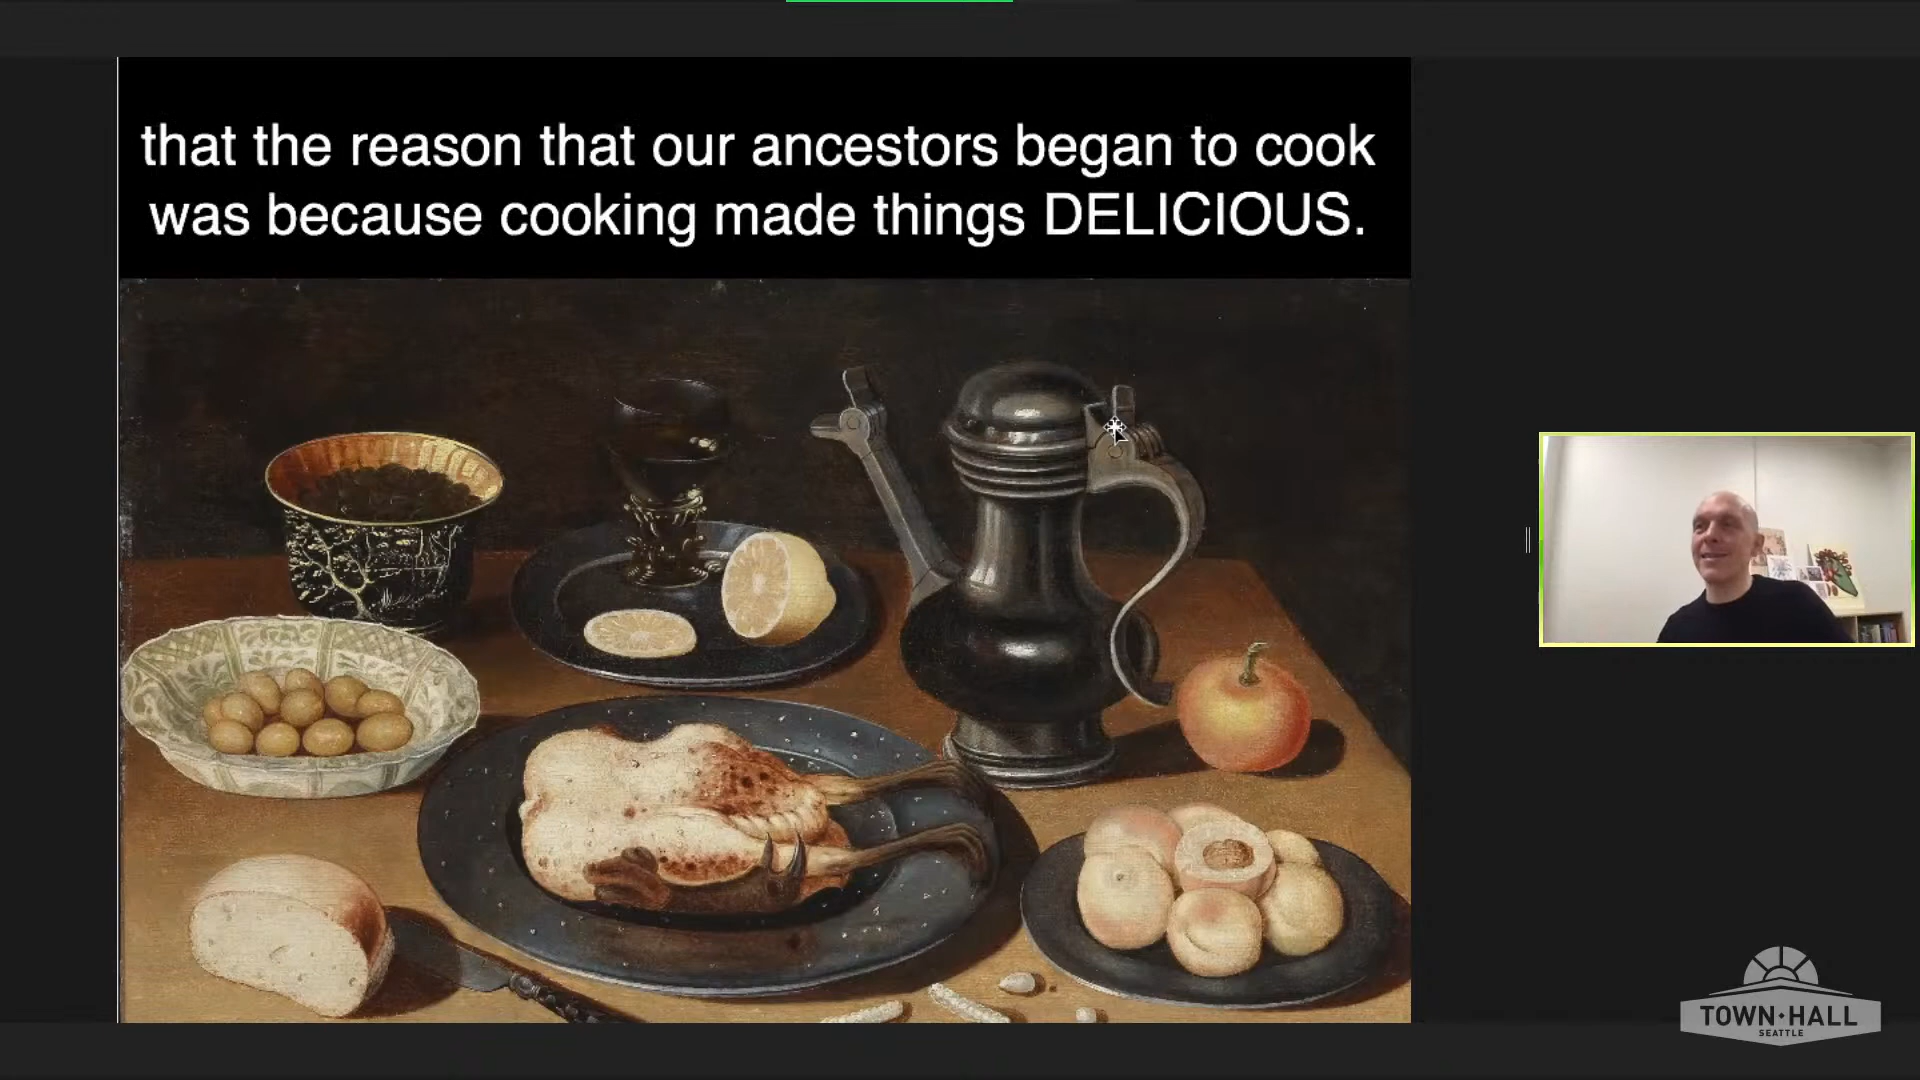 that the reason that our ancestors began to cook
was because cooking made things DELICIOUS.
TOWN·HALL
SEATTLE